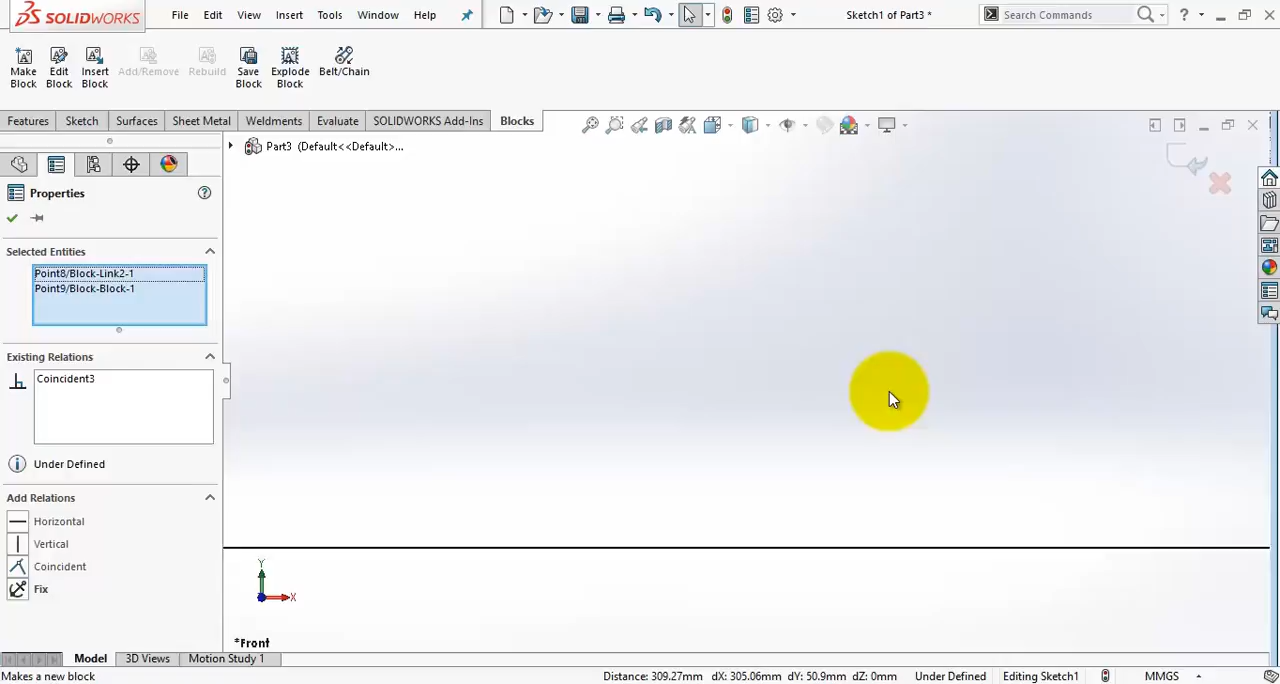 SOLIDWORKS File Edit View Insert Tools Window Help Sketch1 of Part3 * Search Commands ?
Make Block Edit Block Insert Block Add/Remove Rebuild Save Block Explode Block Belt/Chain
Features Sketch Surfaces Sheet Metal Weldments Evaluate SOLIDWORKS Add-Ins Blocks
Part3 (Default<<Default>...
Properties ?
Selected Entities
Point8/Block-Link2-1
Point9/Block-Block-1
Existing Relations
Coincident3
Under Defined
Add Relations
Horizontal
Vertical
Coincident
Fix
Y
X
*Front
Model 3D Views Motion Study 1
Makes a new block Distance: 309.27mm dX: 305.06mm dY: 50.9mm dZ: 0mm Under Defined Editing Sketch1 MMGS